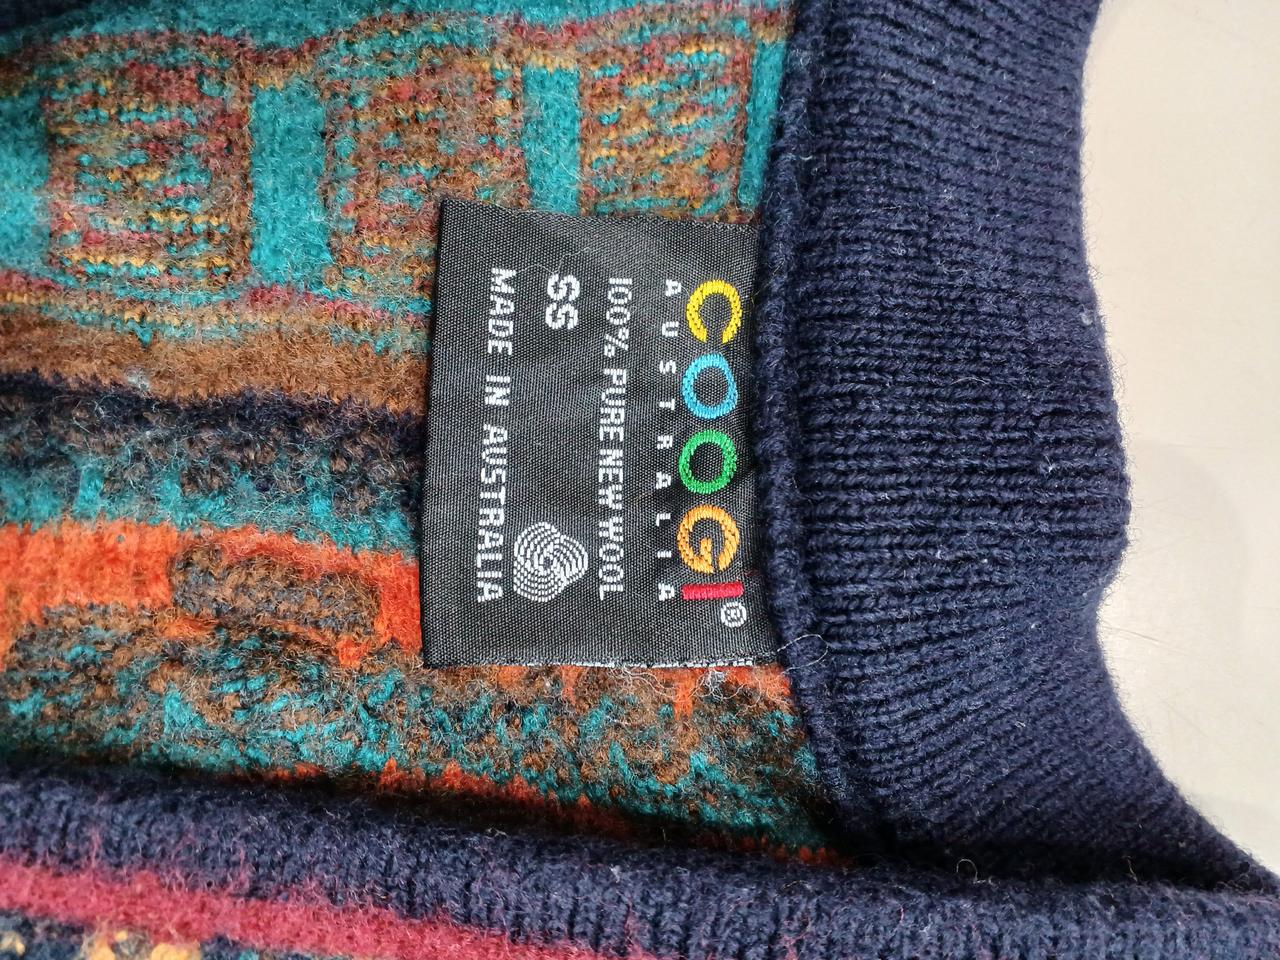 COOGI®
AUSTRALIA
100% PURE NEW WOOL
SS
MADE IN AUSTRALIA